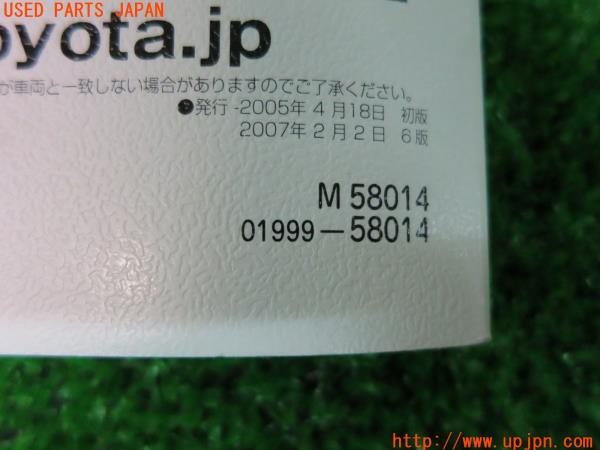 USED PARTS JAPAN
toyota.jp
が車両と一致しない場合がありますのでご了承ください。
●発行-2005年 4月18日 初版
2007年 2月 2日 6版
M 58014
01999－58014
http://www.upjpn.com/